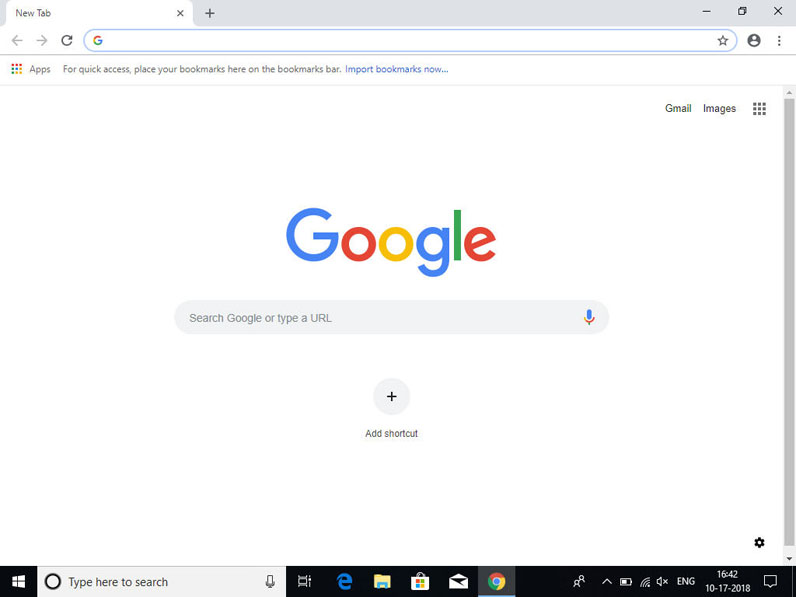 New Tab
Apps For quick access, place your bookmarks here on the bookmarks bar. Import bookmarks now...
Gmail Images
Google
Search Google or type a URL
Add shortcut
Type here to search
ENG
16:42
10-17-2018